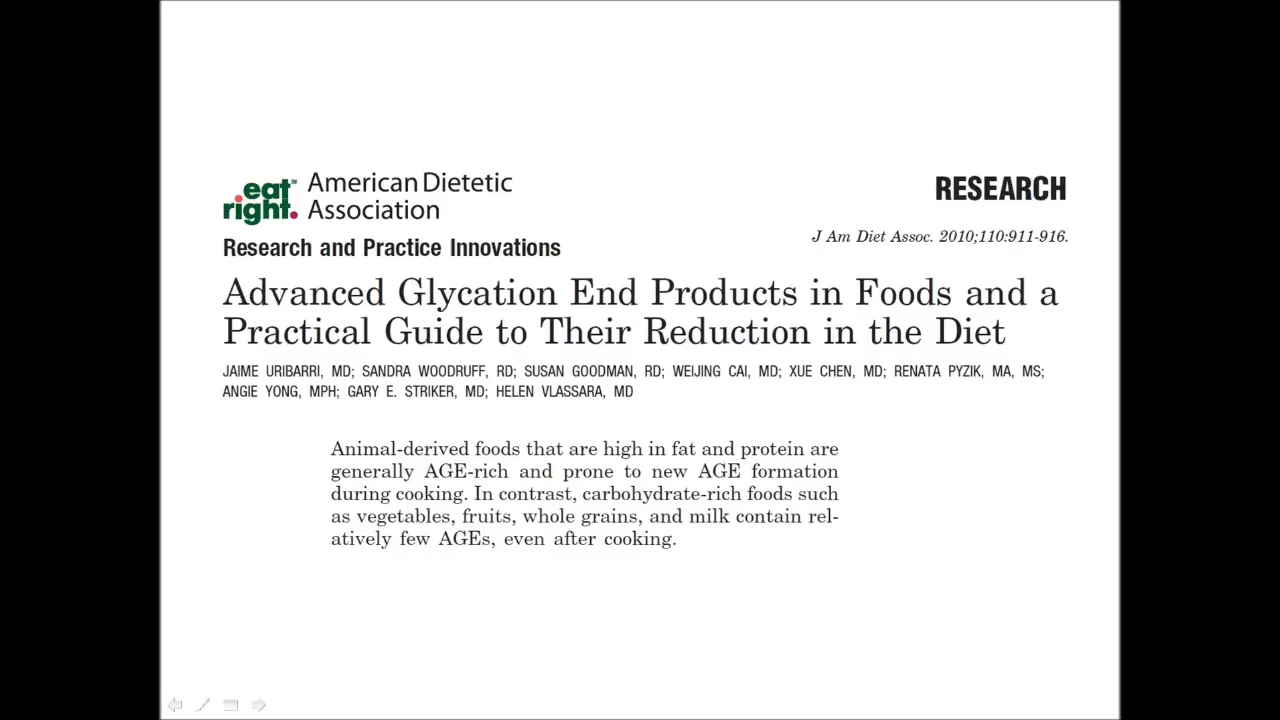 eat right.™
American Dietetic
Association
RESEARCH
Research and Practice Innovations
J Am Diet Assoc. 2010;110:911-916.
Advanced Glycation End Products in Foods and a
Practical Guide to Their Reduction in the Diet
JAIME URIBARRI, MD; SANDRA WOODRUFF, RD; SUSAN GOODMAN, RD; WEIJING CAI, MD; XUE CHEN, MD; RENATA PYZIK, MA, MS;
ANGIE YONG, MPH; GARY E. STRIKER, MD; HELEN VLASSARA, MD
Animal-derived foods that are high in fat and protein are
generally AGE-rich and prone to new AGE formation
during cooking. In contrast, carbohydrate-rich foods such
as vegetables, fruits, whole grains, and milk contain rel-
atively few AGEs, even after cooking.